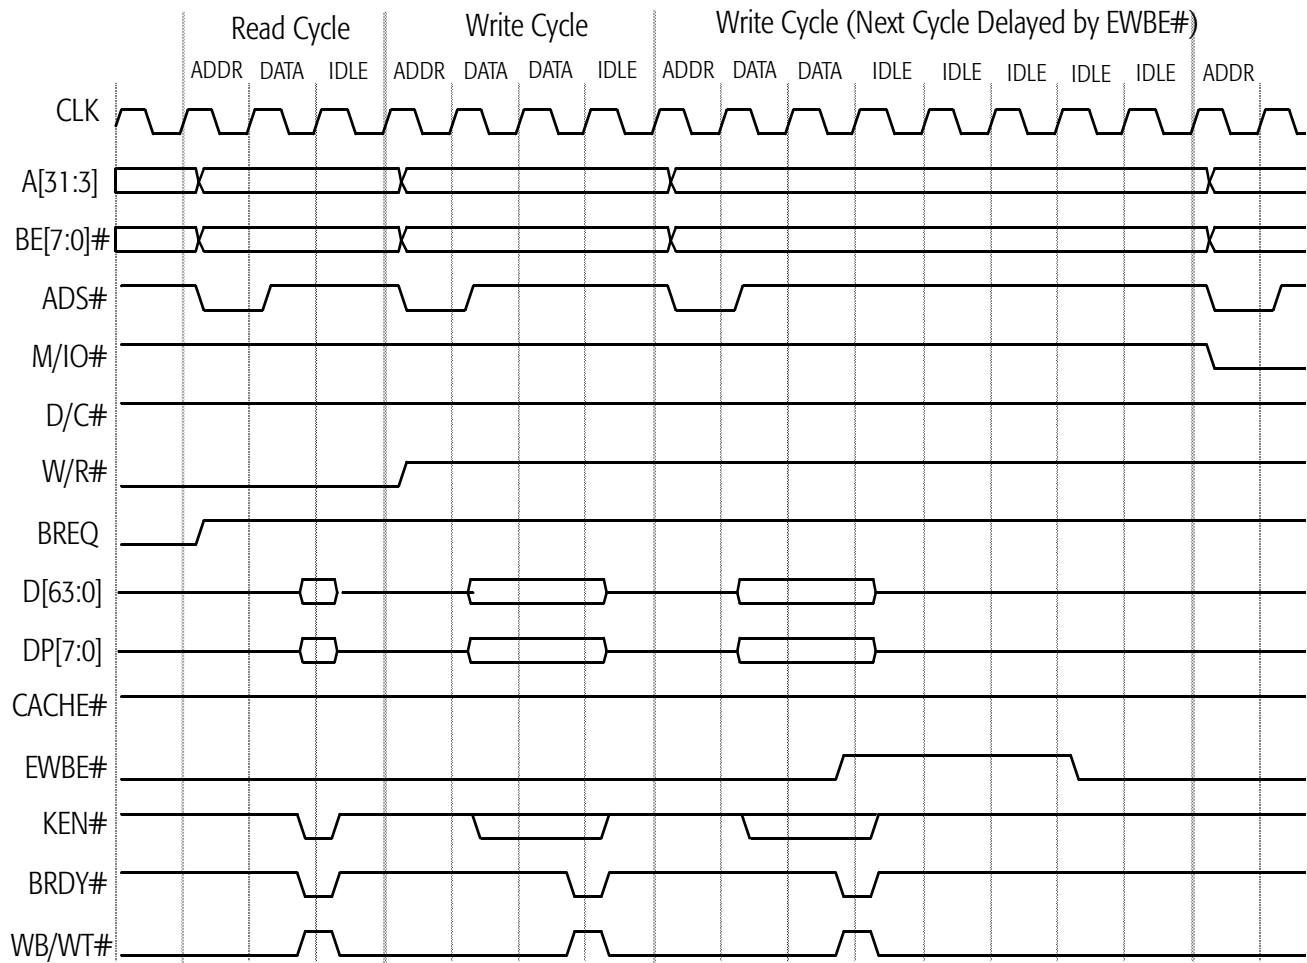 Read Cycle Write Cycle Write Cycle (Next Cycle Delayed by EWBE#)
ADDR DATA IDLE ADDR DATA DATA IDLE ADDR DATA DATA IDLE IDLE IDLE IDLE IDLE ADDR
CLK
A[31:3]
BE[7:0]#
ADS#
M/IO#
D/C#
W/R#
BREQ
D[63:0]
DP[7:0]
CACHE#
EWBE#
KEN#
BRDY#
WB/WT#